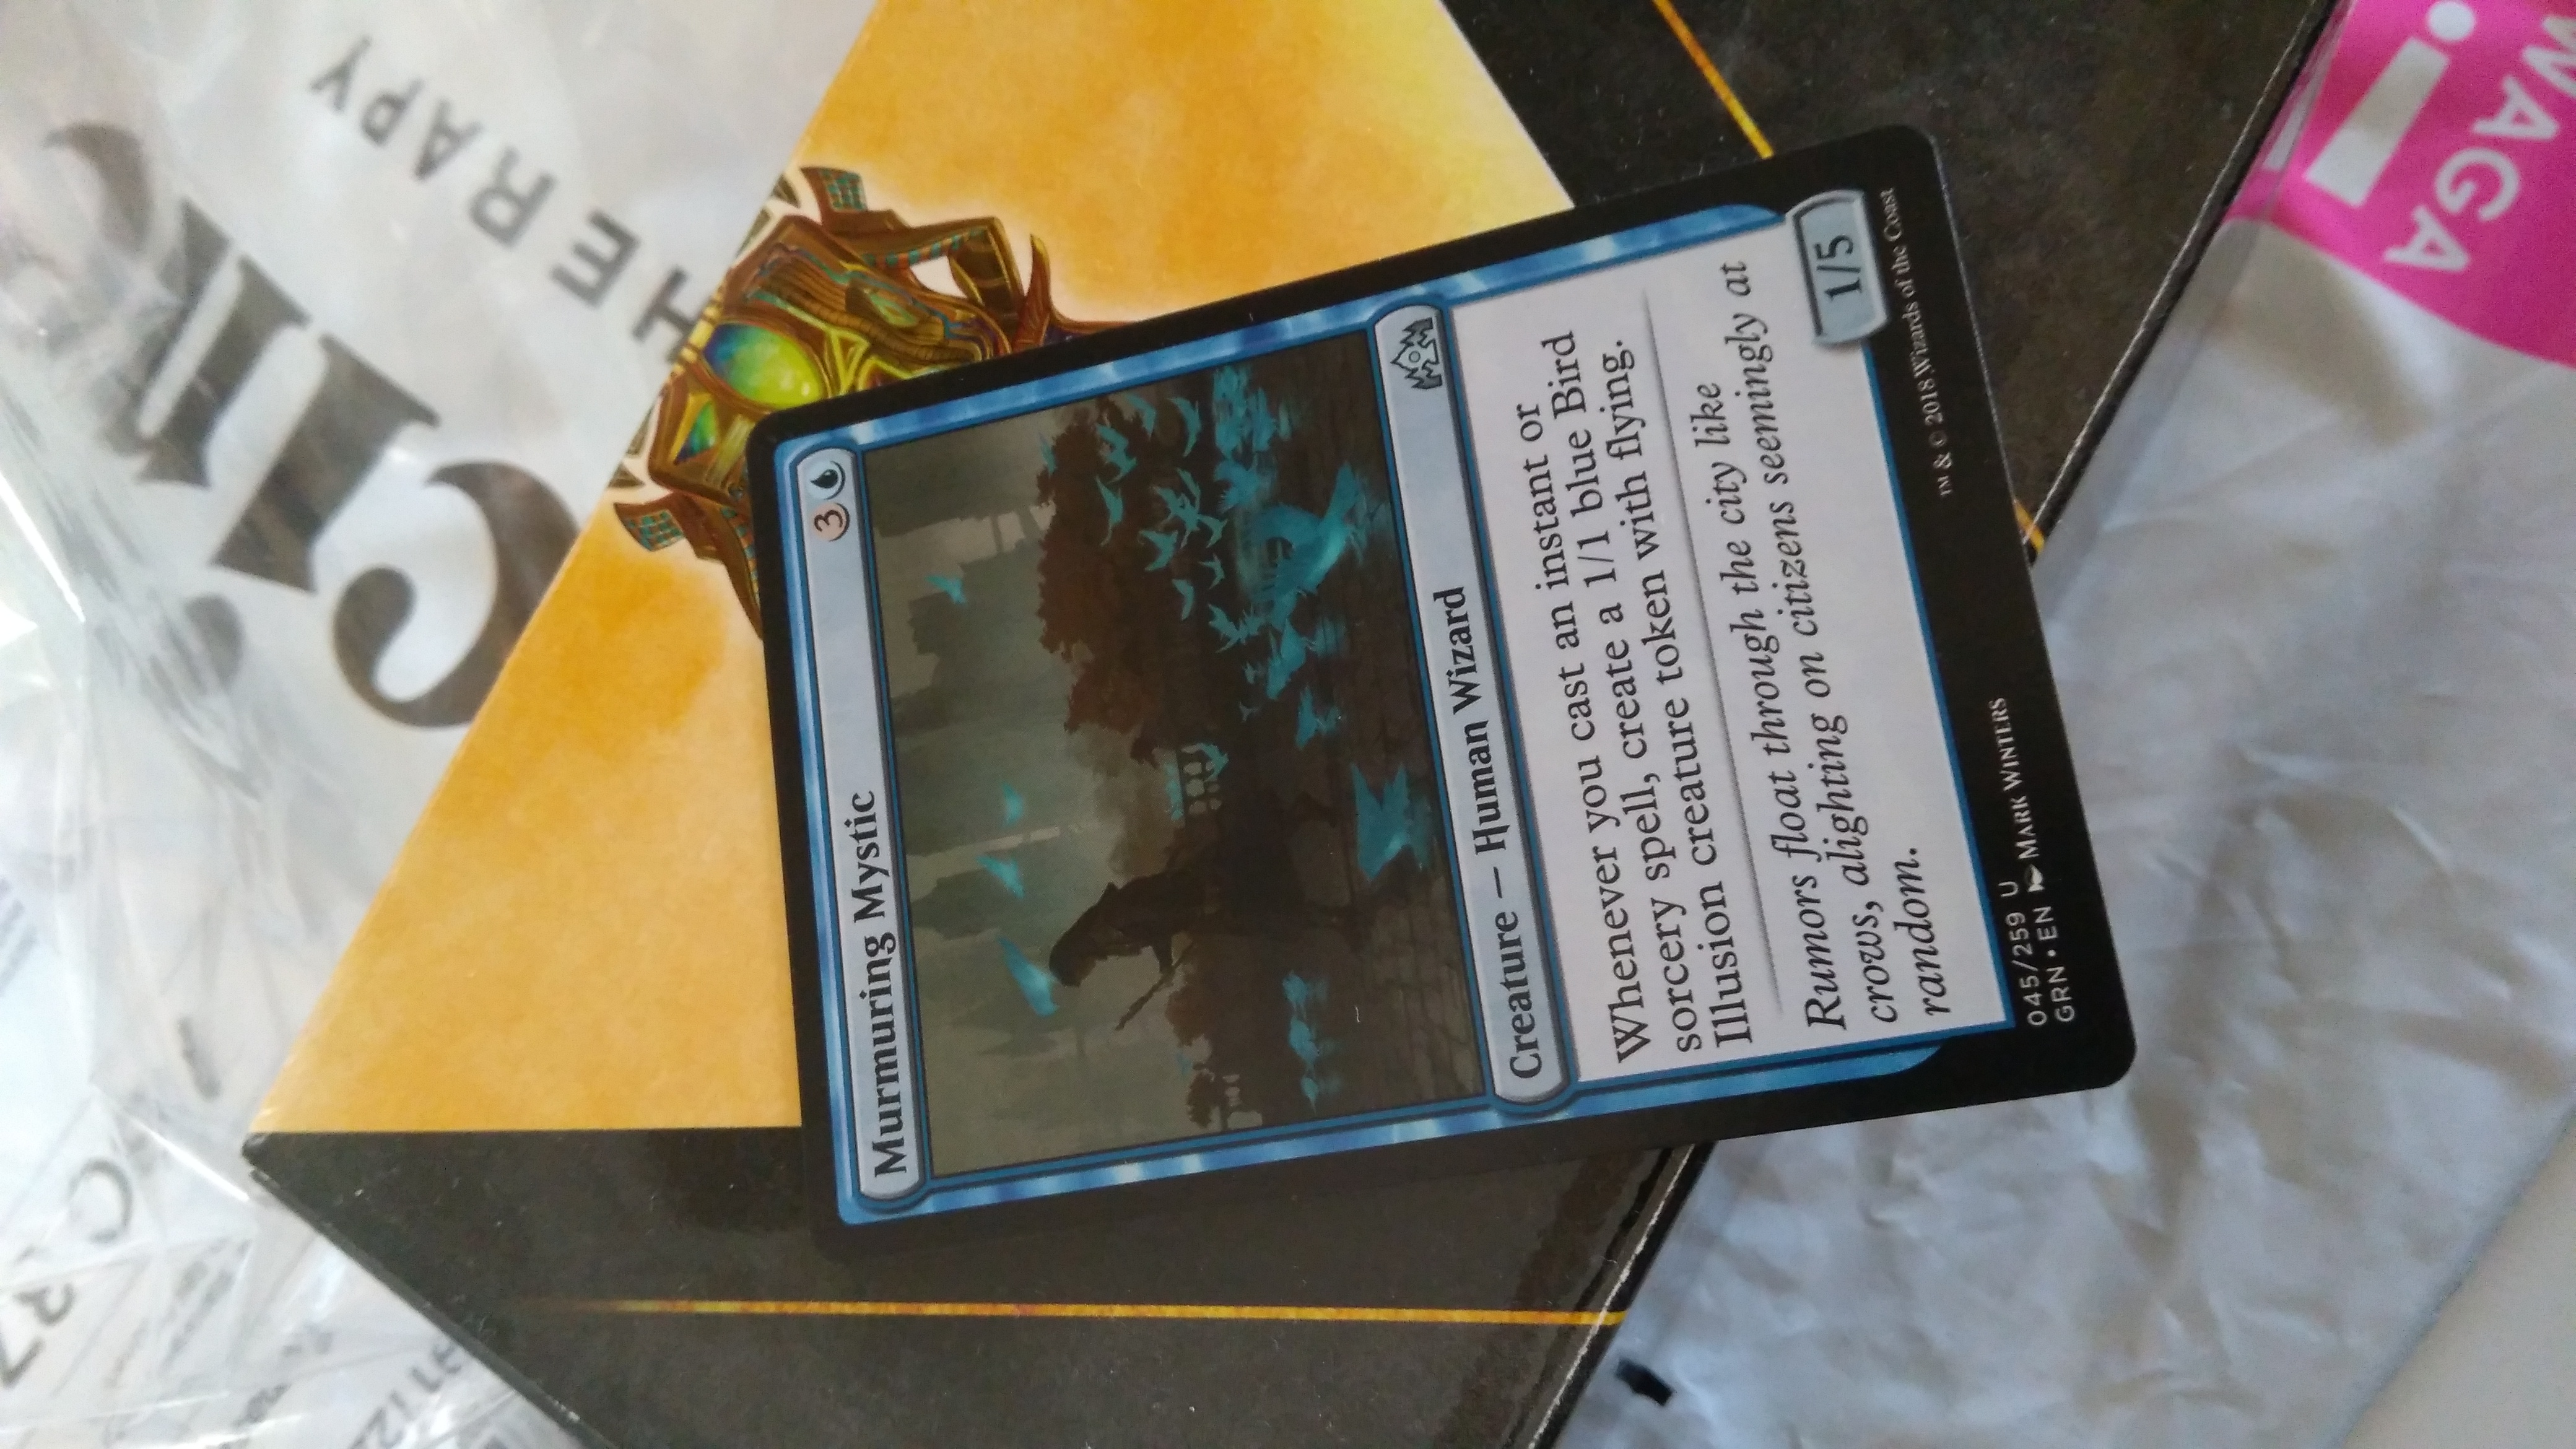 Murmuring Mystic
3
Creature — Human Wizard
Whenever you cast an instant or
sorcery spell, create a 1/1 blue Bird
Illusion creature token with flying.
Rumors float through the city like
crows, alighting on citizens seemingly at
random.
1/5
045/259 U
GRN • EN MARK WINTERS
TM & © 2018 Wizards of the Coast
WAGA